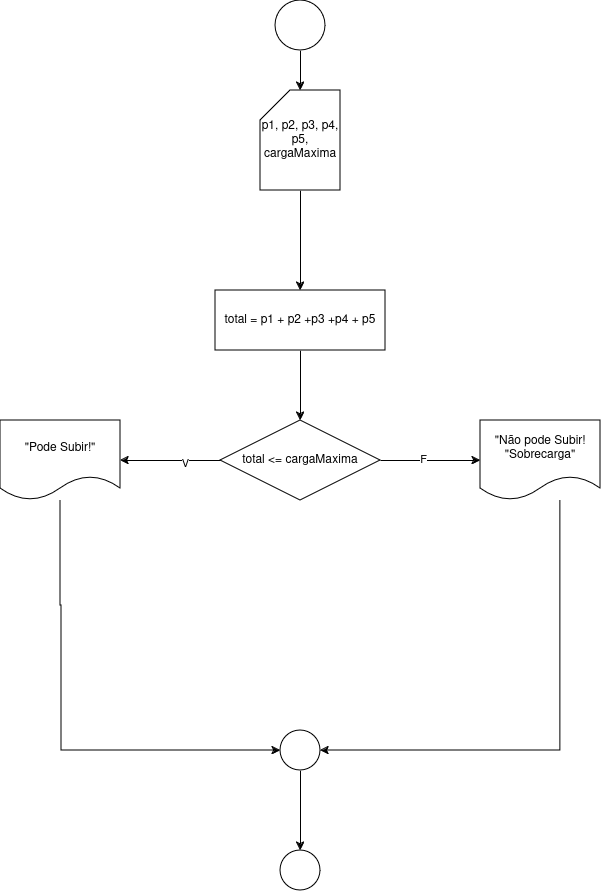 p1, p2, p3, p4,
p5,
cargaMaxima
total = p1 + p2 +p3 +p4 + p5
"Pode Subir!"
V
total <= cargaMaxima
F
"Não pode Subir!
"Sobrecarga"